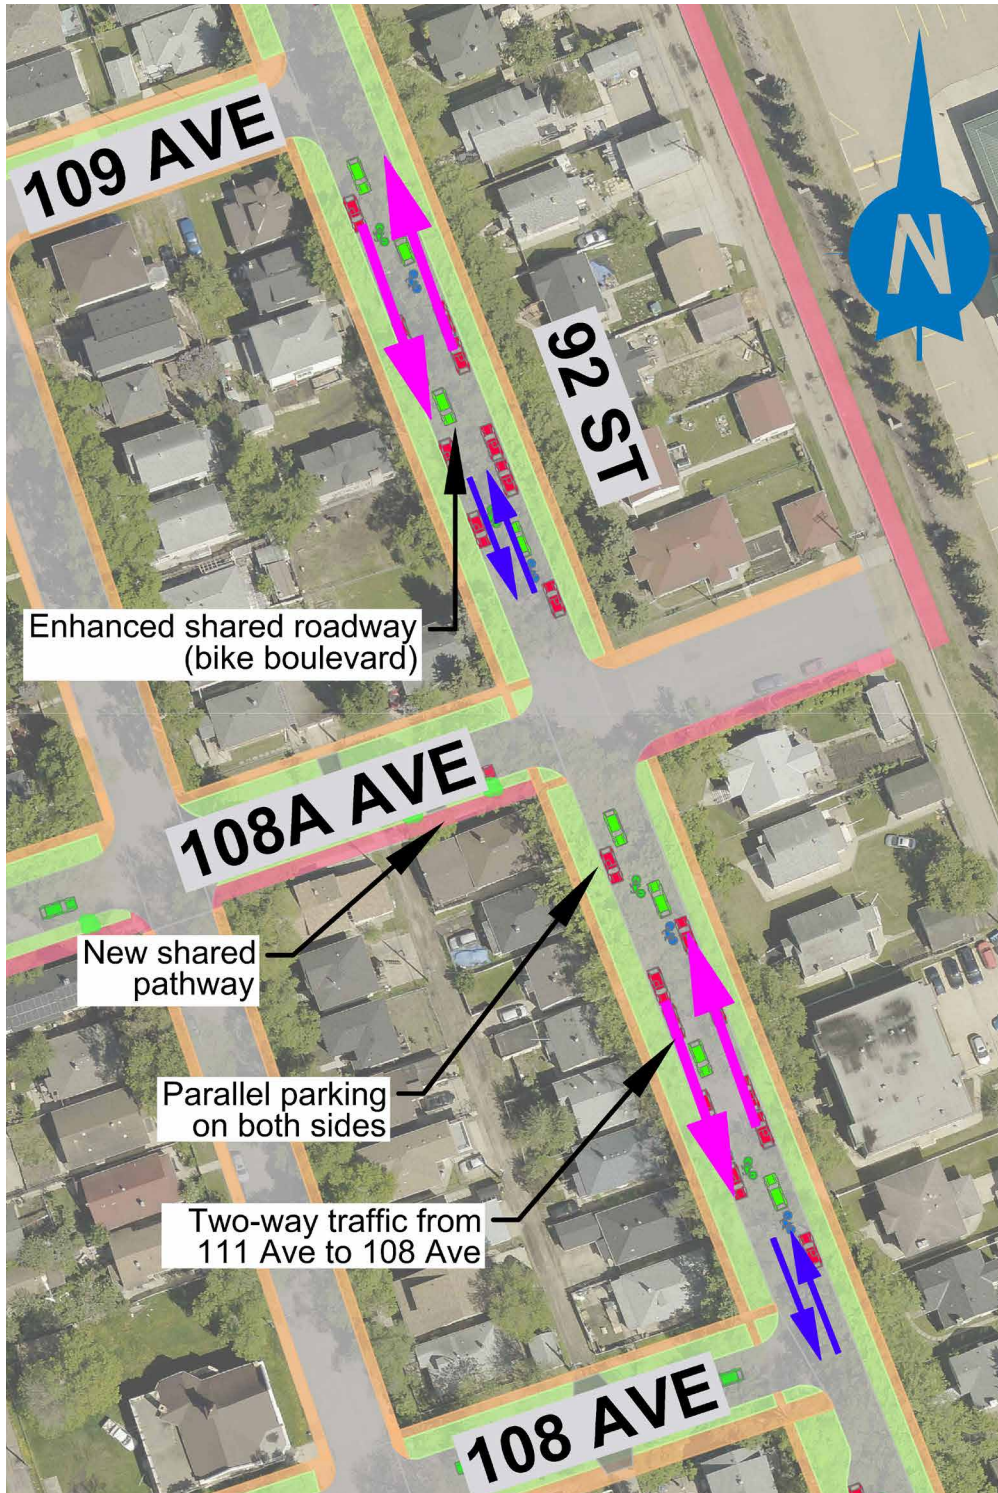 109 AVE
N
92 ST
Enhanced shared roadway
(bike boulevard)
108A AVE
New shared
pathway
Parallel parking
on both sides
Two-way traffic from
111 Ave to 108 Ave
108 AVE